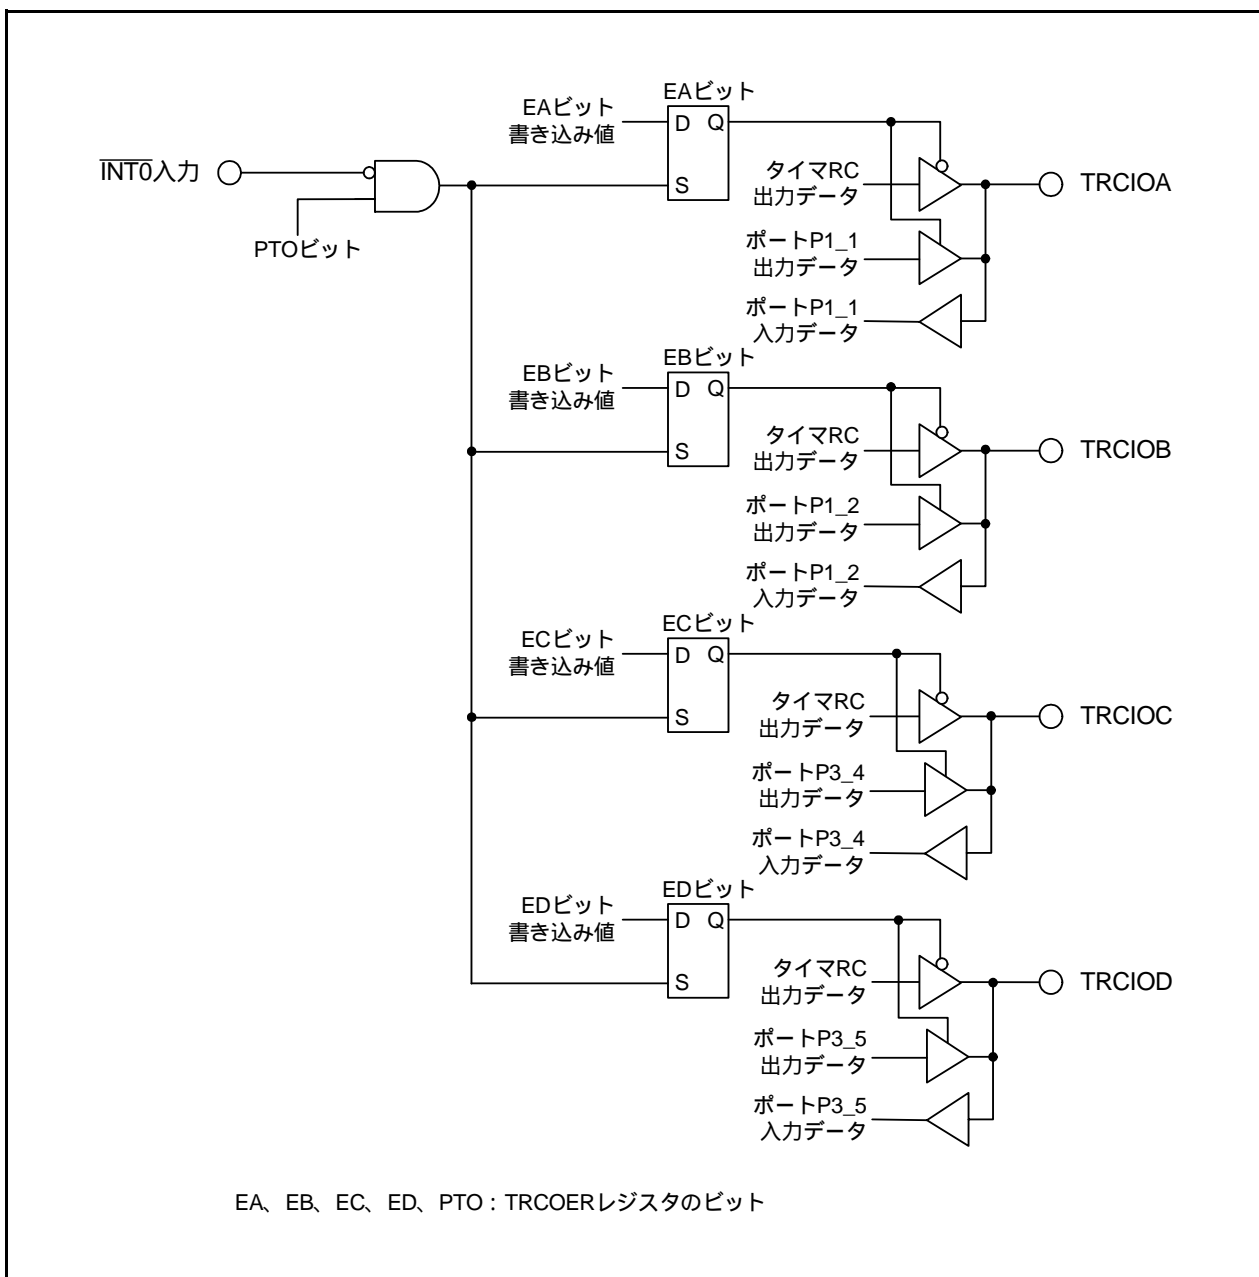 INT0入力
PTOビット
EAビット
書き込み値
EAビット
D Q
S
タイマRC
出力データ
ポートP1_1
出力データ
ポートP1_1
入力データ
TRCIOA
EBビット
書き込み値
EBビット
D Q
S
タイマRC
出力データ
ポートP1_2
出力データ
ポートP1_2
入力データ
TRCIOB
ECビット
書き込み値
ECビット
D Q
S
タイマRC
出力データ
ポートP3_4
出力データ
ポートP3_4
入力データ
TRCIOC
EDビット
書き込み値
EDビット
D Q
S
タイマRC
出力データ
ポートP3_5
出力データ
ポートP3_5
入力データ
TRCIOD
EA、EB、EC、ED、PTO：TRCOERレジスタのビット